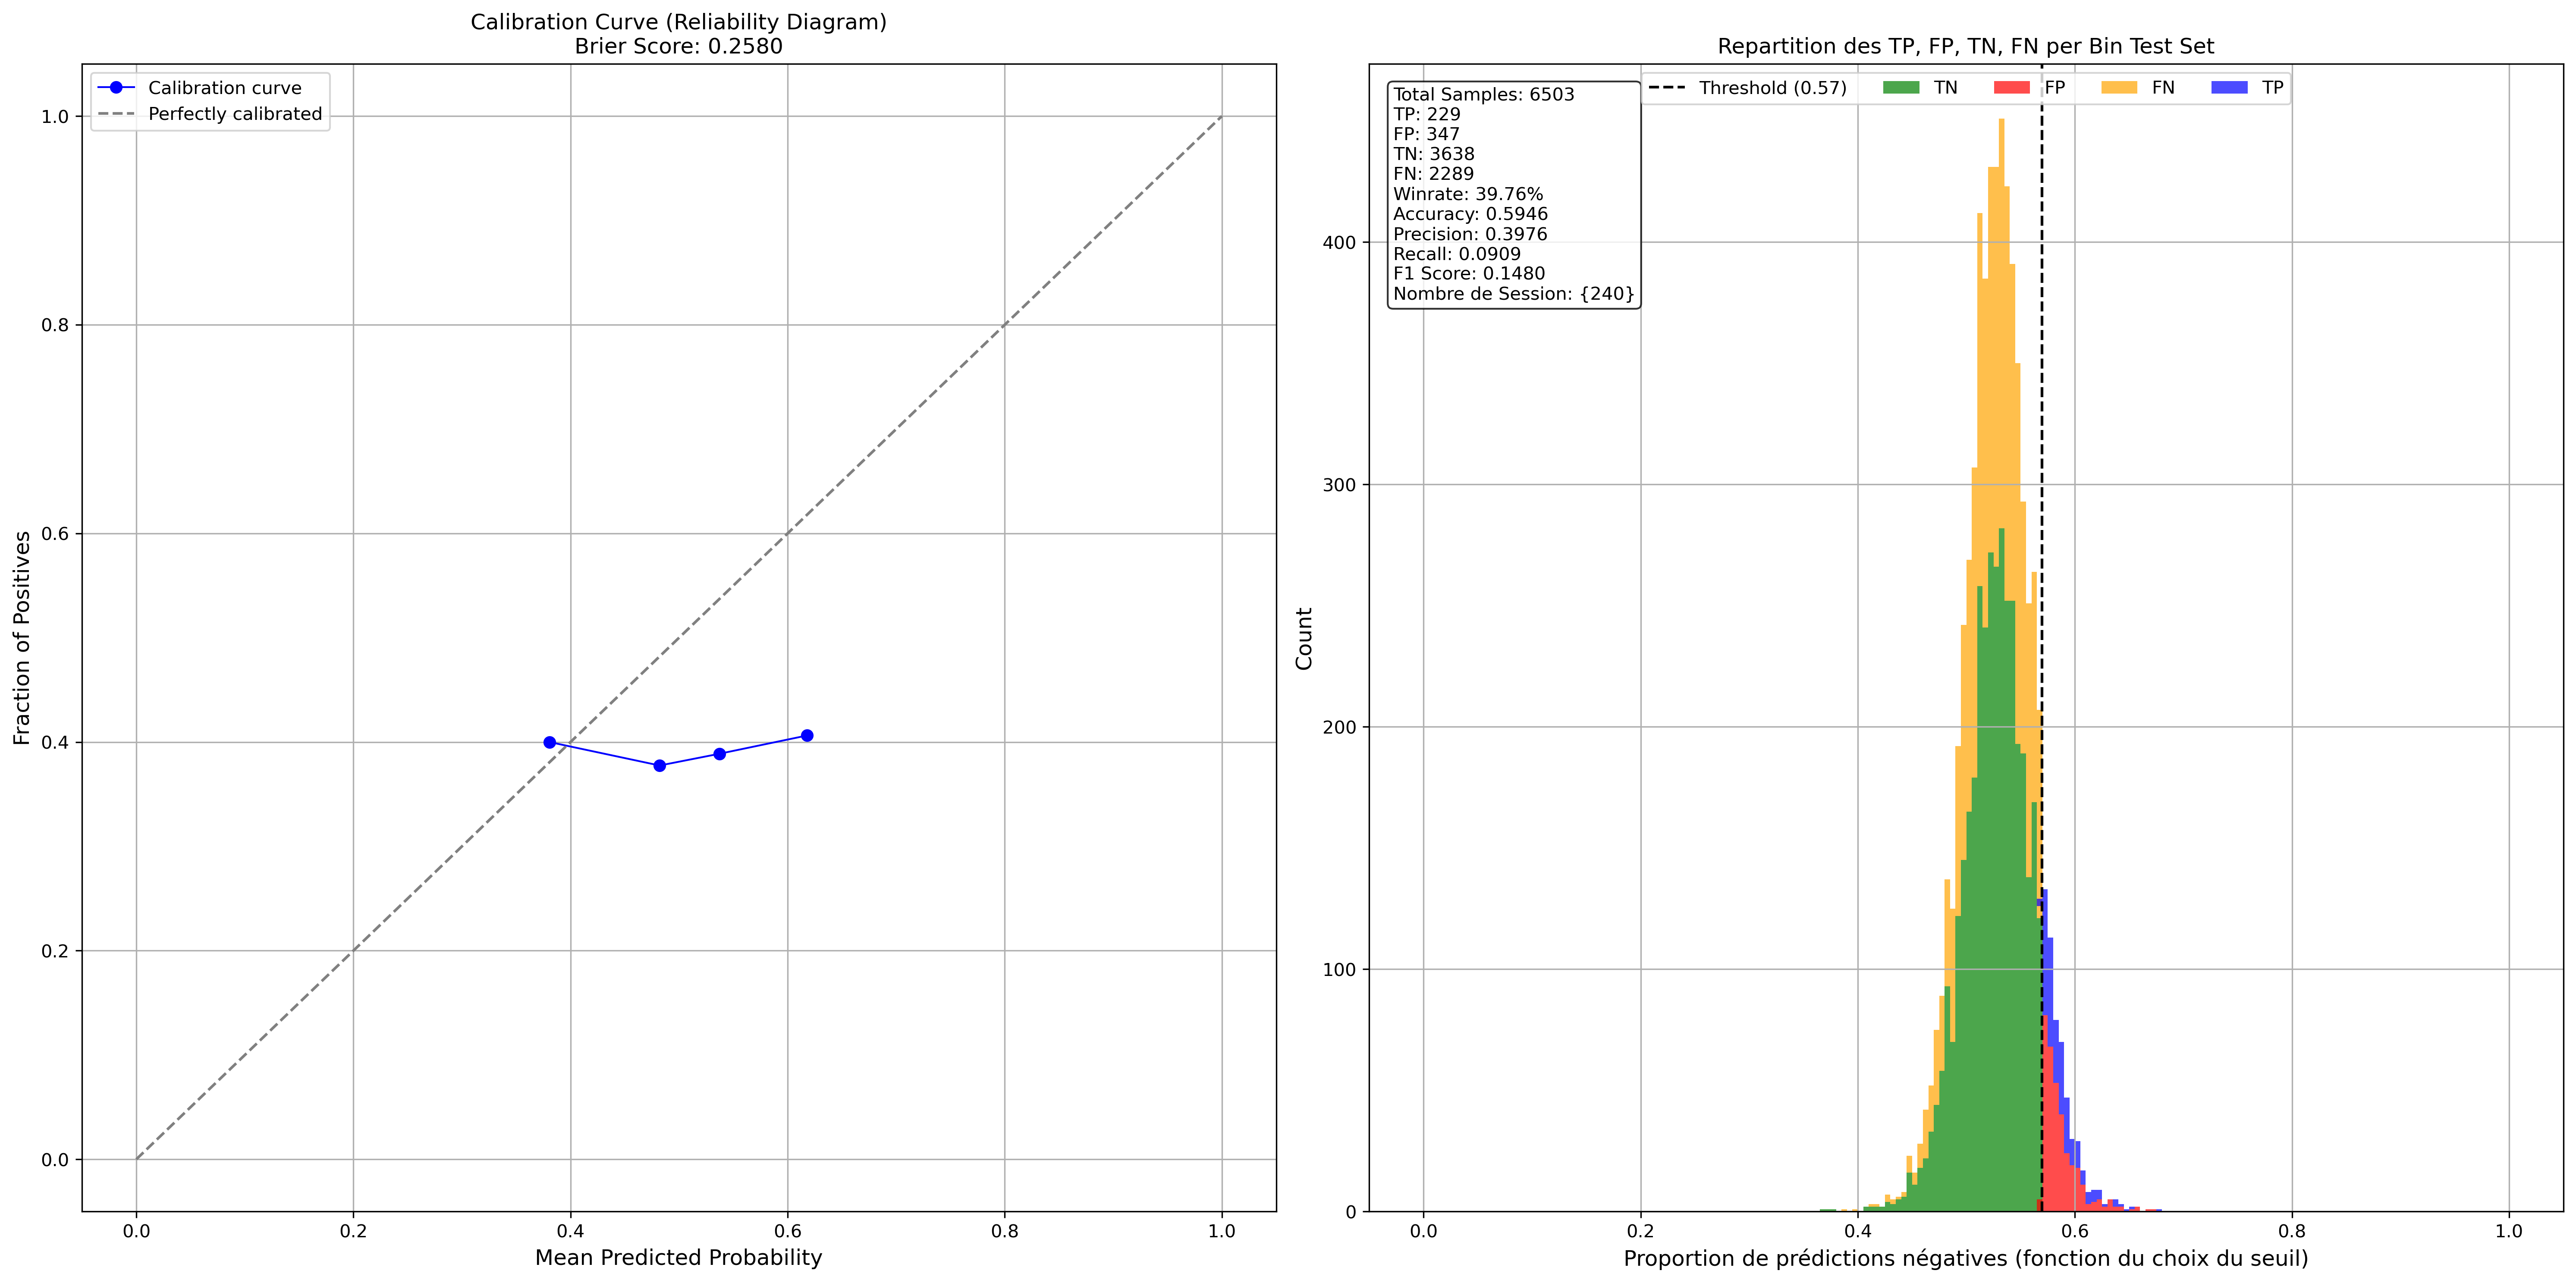 Calibration Curve (Reliability Diagram)
Brier Score: 0.2580
Calibration curve
Perfectly calibrated
1.0
0.8
0.6
0.4
0.2
0.0
Fraction of Positives
0.0 0.2 0.4 0.6 0.8 1.0
Mean Predicted Probability
Repartition des TP, FP, TN, FN per Bin Test Set
Threshold (0.57) TN FP FN TP
Total Samples: 6503
TP: 229
FP: 347
TN: 3638
FN: 2289
Winrate: 39.76%
Accuracy: 0.5946
Precision: 0.3976
Recall: 0.0909
F1 Score: 0.1480
Nombre de Session: {240}
400
300
200
100
0
Count
0.0 0.2 0.4 0.6 0.8 1.0
Proportion de prédictions négatives (fonction du choix du seuil)